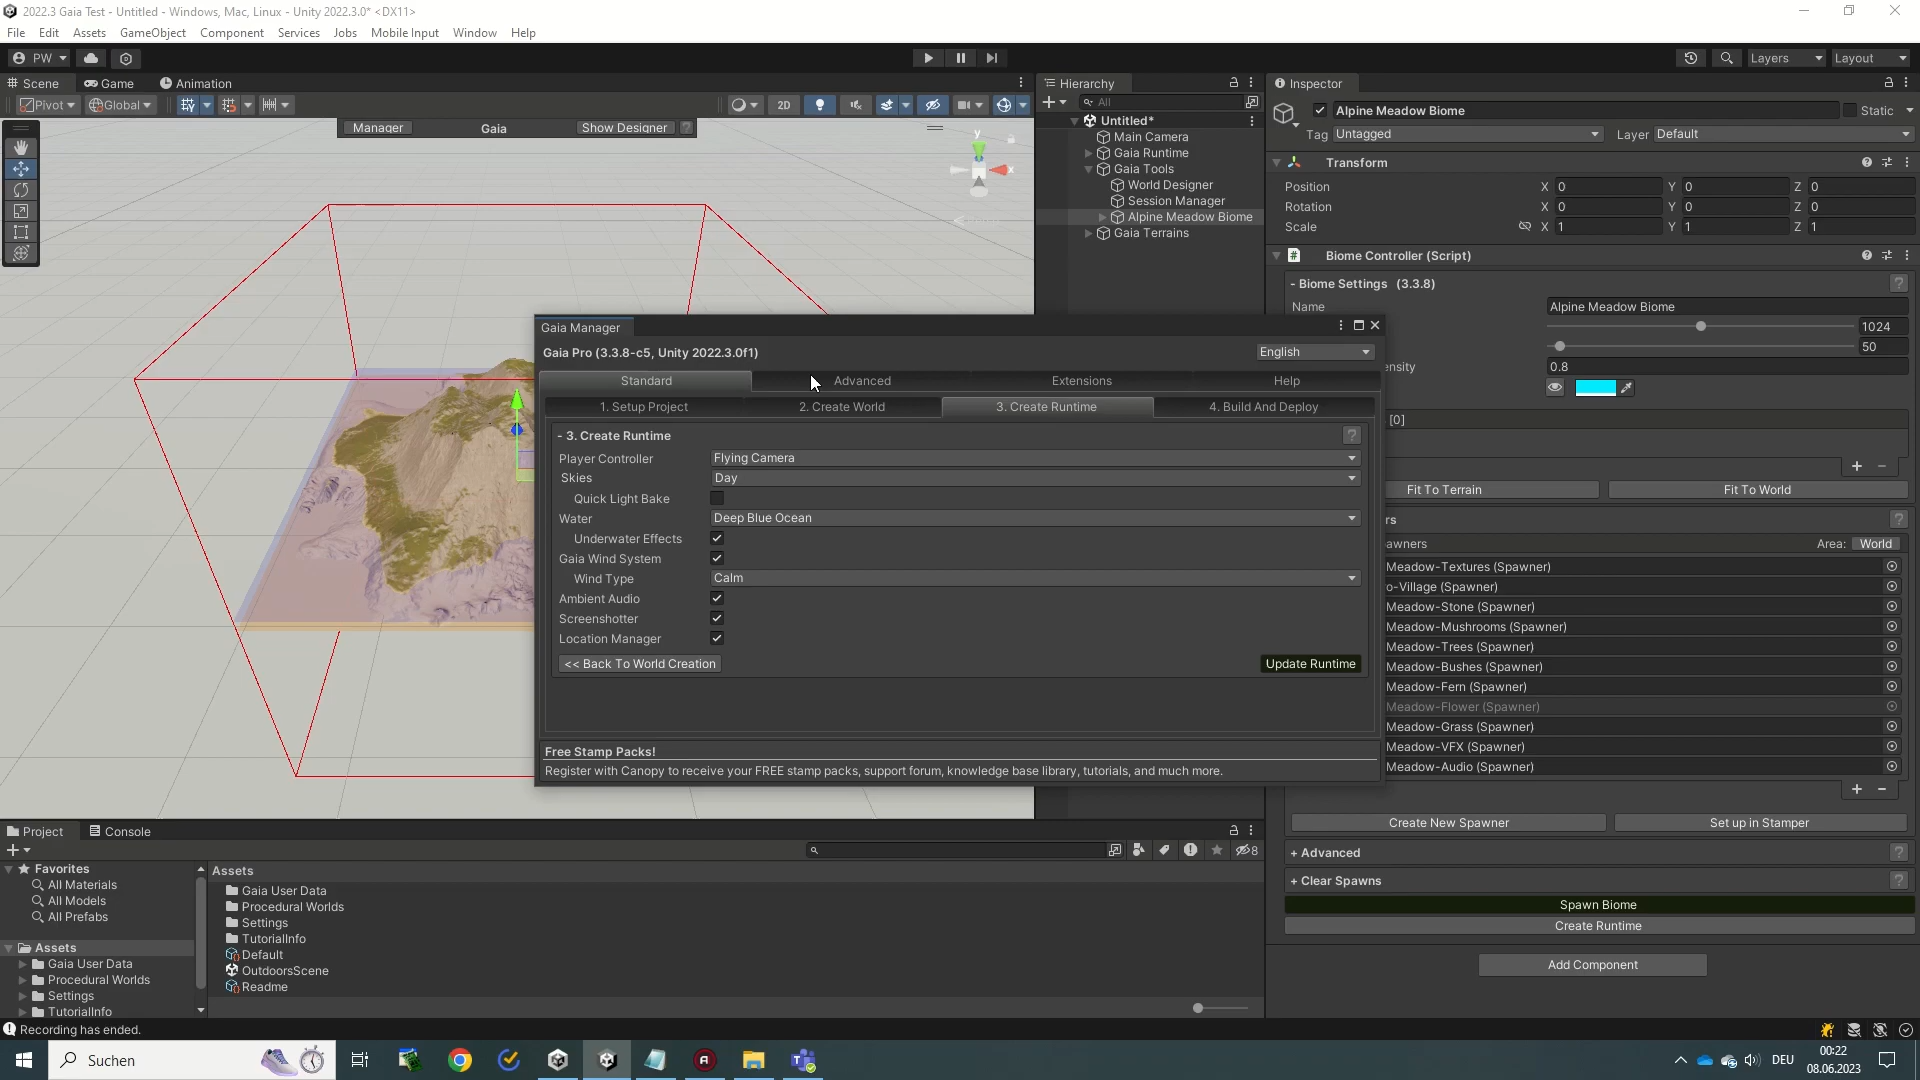 2022.3 Gaia Test - Untitled - Windows, Mac, Linux - Unity 2022.3.0* <DX11>
File Edit Assets GameObject Component Services Jobs Mobile Input Window Help
PW Layers Layout
Scene Game Animation
Pivot Global 2D
Manager Gaia Show Designer ?
y
x
Hierarchy
All
Untitled*
Main Camera
Gaia Runtime
Gaia Tools
World Designer
Session Manager
Alpine Meadow Biome
Gaia Terrains
Inspector
Alpine Meadow Biome Static
Tag Untagged Layer Default
Transform
Position X 0 Y 0 Z 0
Rotation X 0 Y 0 Z 0
Scale X 1 Y 1 Z 1
Biome Controller (Script)
- Biome Settings (3.3.8) ?
Name Alpine Meadow Biome
1024
50
ensity 0.8
[0]
+ -
Fit To Terrain Fit To World
rs ?
awners Area: World
Meadow-Textures (Spawner)
o-Village (Spawner)
Meadow-Stone (Spawner)
Meadow-Mushrooms (Spawner)
Meadow-Trees (Spawner)
Meadow-Bushes (Spawner)
Meadow-Fern (Spawner)
Meadow-Flower (Spawner)
Meadow-Grass (Spawner)
Meadow-VFX (Spawner)
Meadow-Audio (Spawner)
+ -
Create New Spawner Set up in Stamper
+ Advanced ?
+ Clear Spawns ?
Spawn Biome
Create Runtime
Add Component
Gaia Manager
Gaia Pro (3.3.8-c5, Unity 2022.3.0f1) English
Standard Advanced Extensions Help
1. Setup Project 2. Create World 3. Create Runtime 4. Build And Deploy
- 3. Create Runtime ?
Player Controller Flying Camera
Skies Day
Quick Light Bake
Water Deep Blue Ocean
Underwater Effects
Gaia Wind System
Wind Type Calm
Ambient Audio
Screenshotter
Location Manager
<< Back To World Creation Update Runtime
Free Stamp Packs!
Register with Canopy to receive your FREE stamp packs, support forum, knowledge base library, tutorials, and much more.
Project Console
8
Favorites
All Materials
All Models
All Prefabs
Assets
Gaia User Data
Procedural Worlds
Settings
TutorialInfo
Assets
Gaia User Data
Procedural Worlds
Settings
TutorialInfo
Default
OutdoorsScene
Readme
Recording has ended.
Suchen
DEU
00:22
08.06.2023